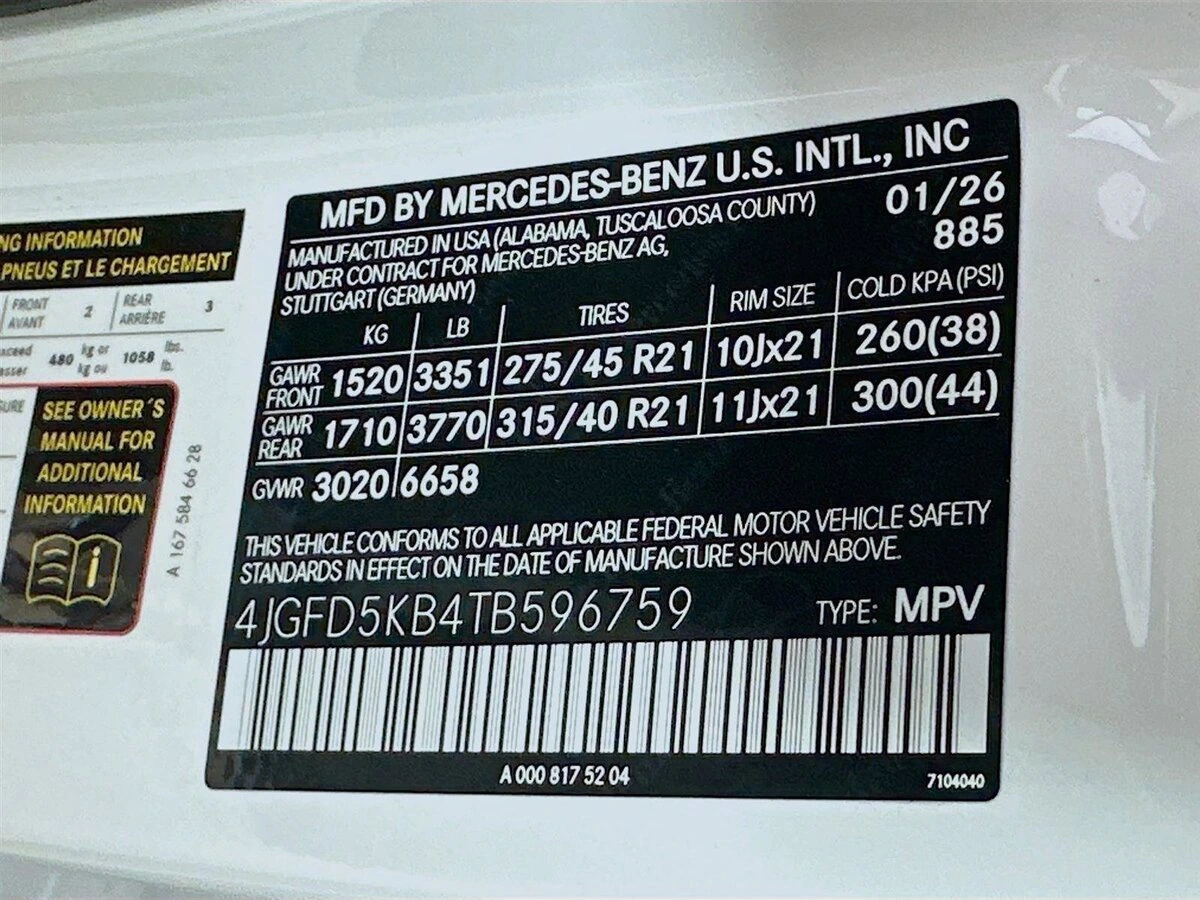 NG INFORMATION
PNEUS ET LE CHARGEMENT
FRONT 2 REAR 3
AVANT ARRIÈRE
480 kg or 1058 lbs.
kg ou lb.
SEE OWNER´S
MANUAL FOR
ADDITIONAL
INFORMATION
i
A 167 584 66 28
MFD BY MERCEDES-BENZ U.S. INTL., INC
MANUFACTURED IN USA (ALABAMA, TUSCALOOSA COUNTY) 01/26
UNDER CONTRACT FOR MERCEDES-BENZ AG, 885
STUTTGART (GERMANY)
KG LB TIRES RIM SIZE COLD KPA (PSI)
GAWR FRONT 1520 3351 275/45 R21 10Jx21 260(38)
GAWR REAR 1710 3770 315/40 R21 11Jx21 300(44)
GVWR 3020 6658
THIS VEHICLE CONFORMS TO ALL APPLICABLE FEDERAL MOTOR VEHICLE SAFETY
STANDARDS IN EFFECT ON THE DATE OF MANUFACTURE SHOWN ABOVE.
4JGFD5KB4TB596759 TYPE: MPV
A 000 817 52 04 7104040